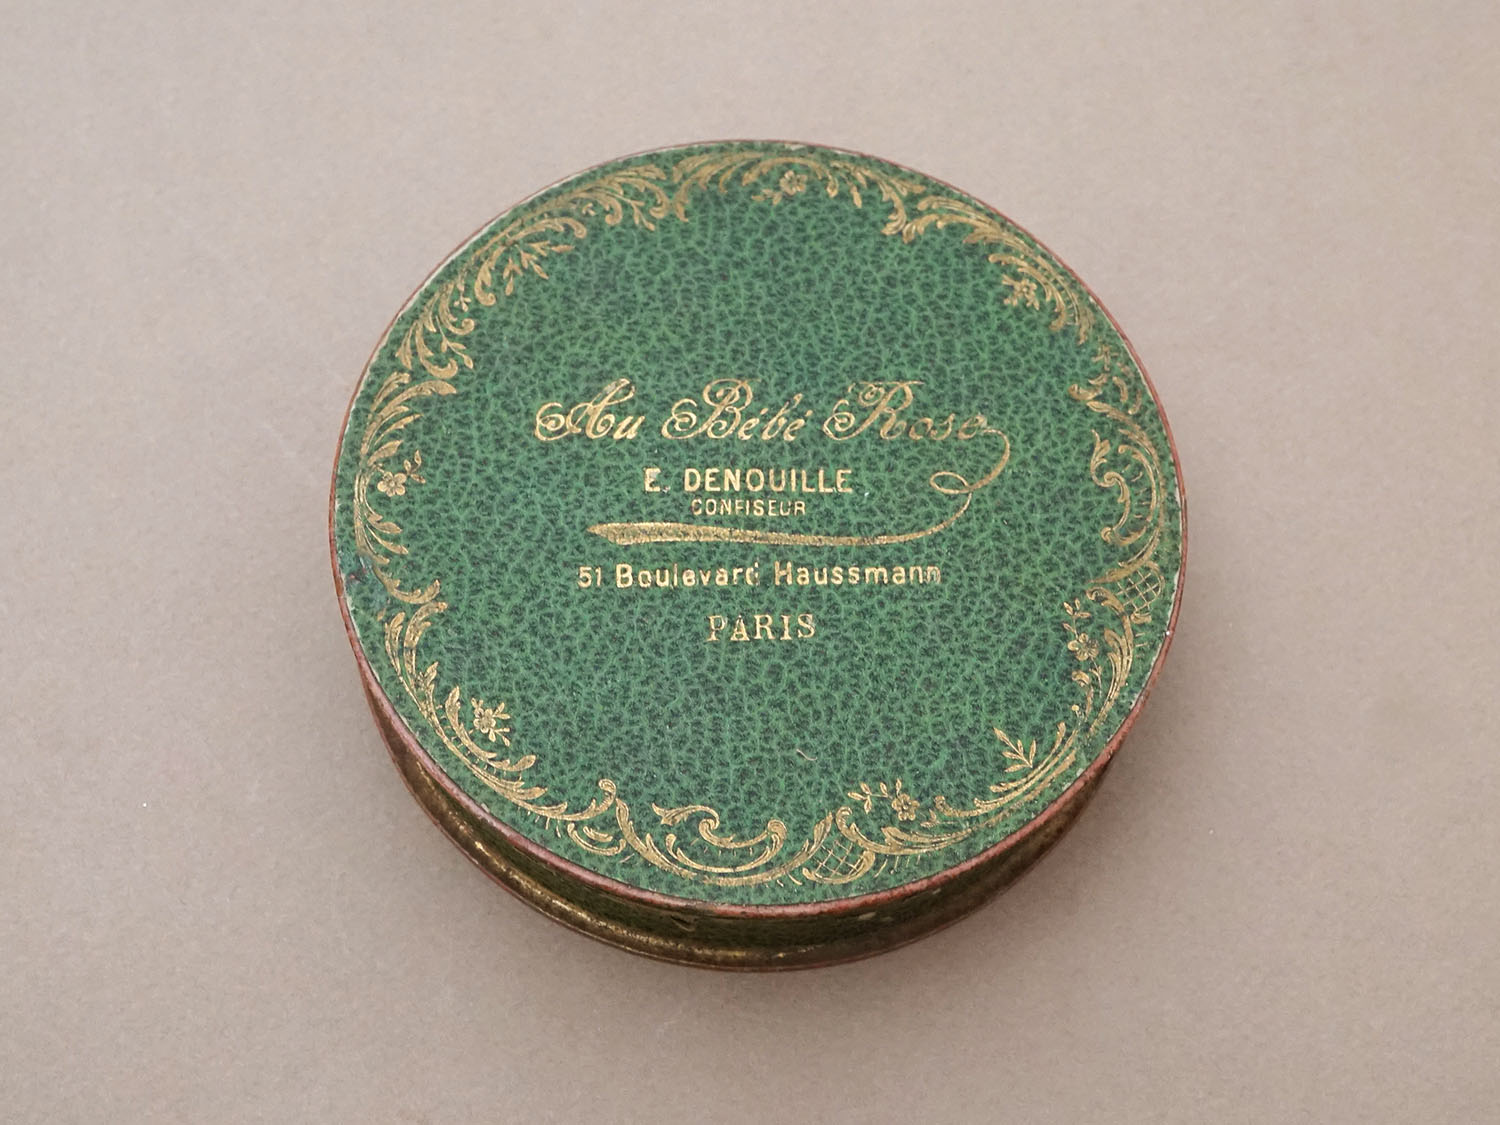 Au Bébé Rose
E. DENOUILLE
CONFISEUR
51 Boulevard Haussmann
PARIS